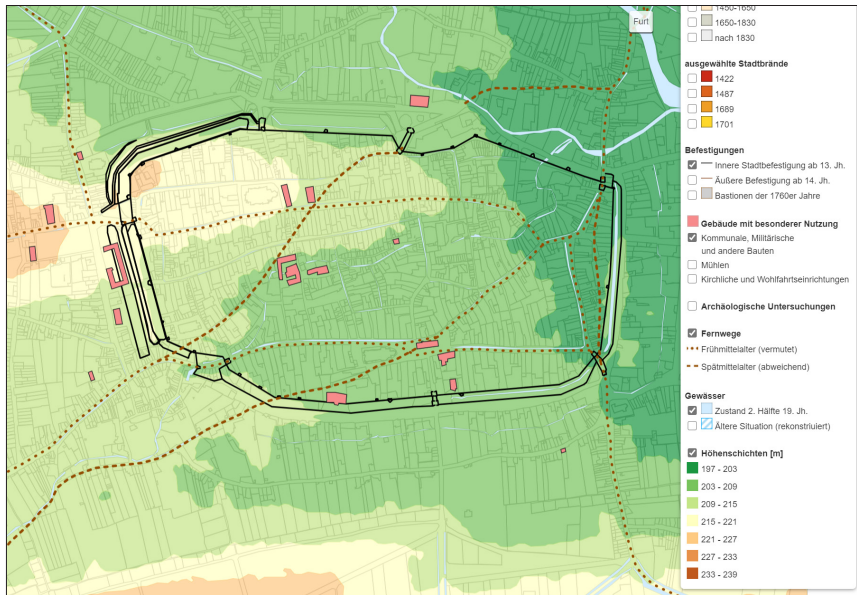 Furt
1450-1650
1650-1830
nach 1830
ausgewählte Stadtbrände
1422
1487
1689
1701
Befestigungen
Innere Stadtbefestigung ab 13. Jh.
Äußere Befestigung ab 14. Jh.
Bastionen der 1760er Jahre
Gebäude mit besonderer Nutzung
Kommunale, Militärische
und andere Bauten
Mühlen
Kirchliche und Wohlfahrtseinrichtungen
Archäologische Untersuchungen
Fernwege
Frühmittelalter (vermutet)
Spätmittelalter (abweichend)
Gewässer
Zustand 2. Hälfte 19. Jh.
Ältere Situation (rekonstruiert)
Höhenschichten [m]
197 - 203
203 - 209
209 - 215
215 - 221
221 - 227
227 - 233
233 - 239